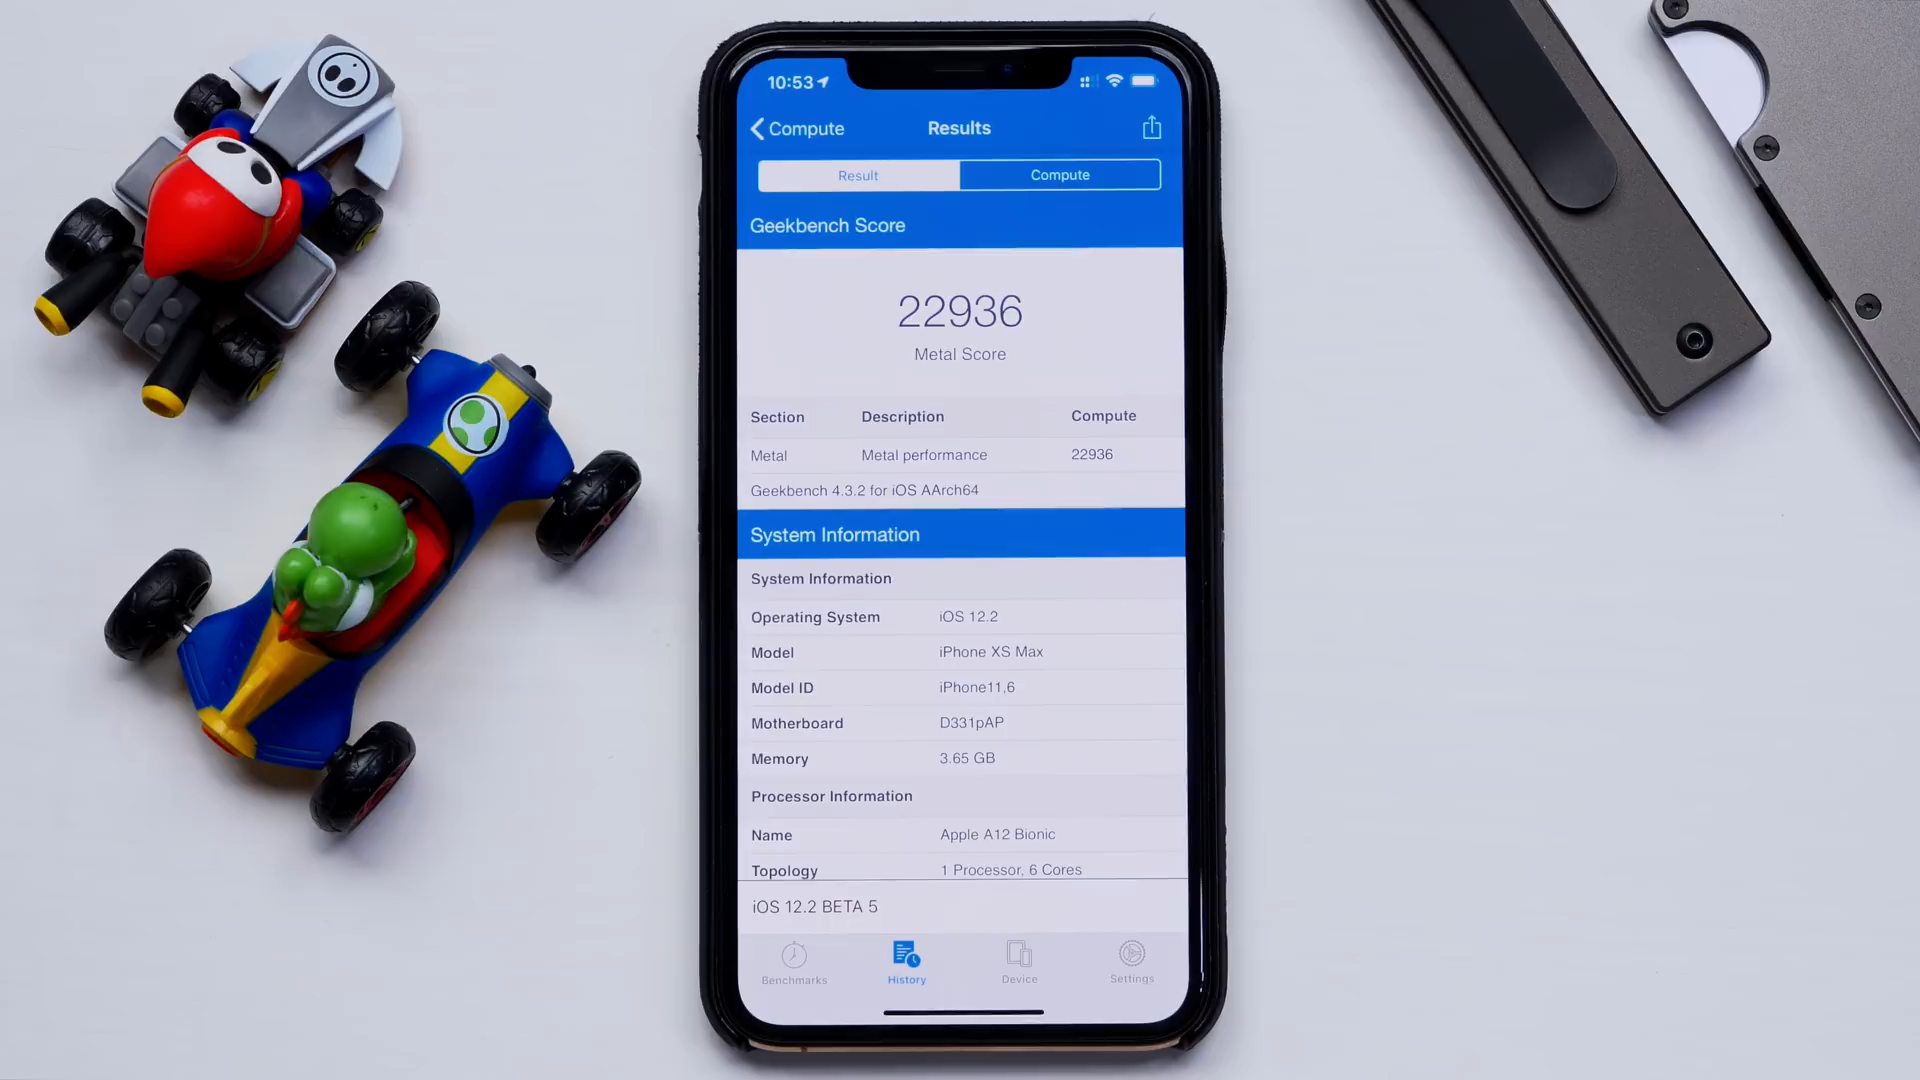 10:53
Compute Results
Result Compute
Geekbench Score
22936
Metal Score
Section Description Compute
Metal Metal performance 22936
Geekbench 4.3.2 for iOS AArch64
System Information
System Information
Operating System iOS 12.2
Model iPhone XS Max
Model ID iPhone11,6
Motherboard D331pAP
Memory 3.65 GB
Processor Information
Name Apple A12 Bionic
Topology 1 Processor, 6 Cores
iOS 12.2 BETA 5
Benchmarks History Device Settings